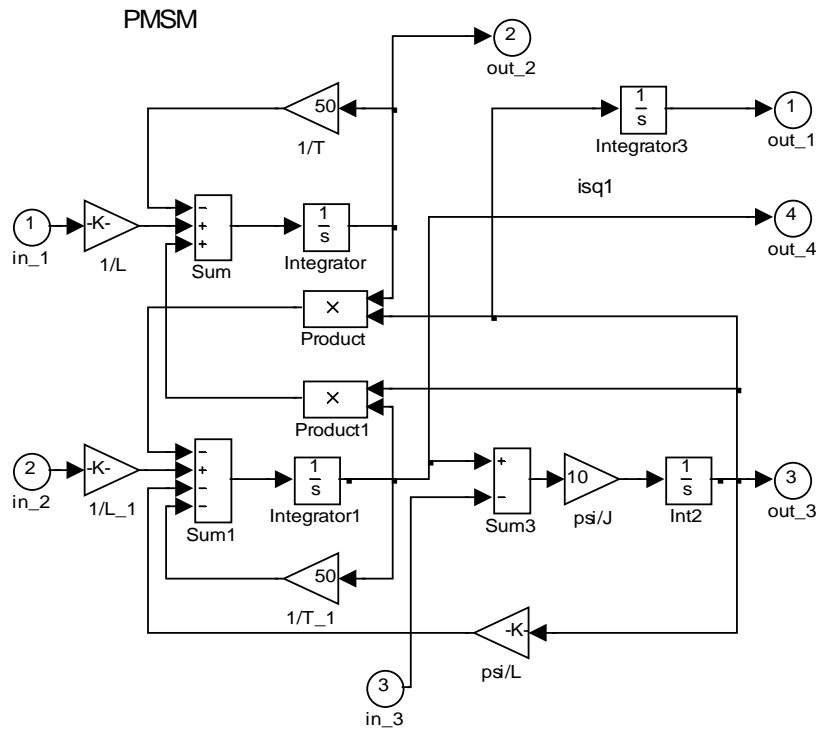 PMSM
2
out_2
50
1/T
1
s
Integrator3
1
out_1
isq1
1
in_1
-K-
1/L
−
+
+
Sum
1
s
Integrator
4
out_4
×
Product
×
Product1
2
in_2
-K-
1/L_1
−
+
−
−
Sum1
1
s
Integrator1
+
−
Sum3
10
psi/J
1
s
Int2
3
out_3
50
1/T_1
-K-
psi/L
3
in_3